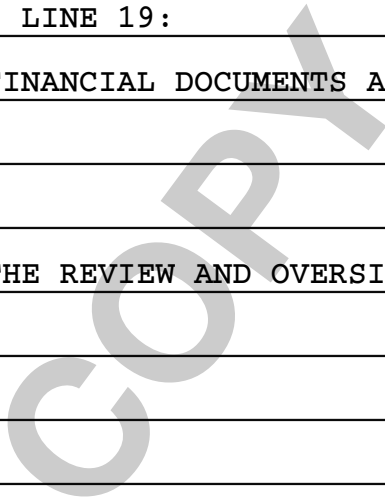 LINE 19:
FINANCIAL DOCUMENTS A
THE REVIEW AND OVERSI
COPY